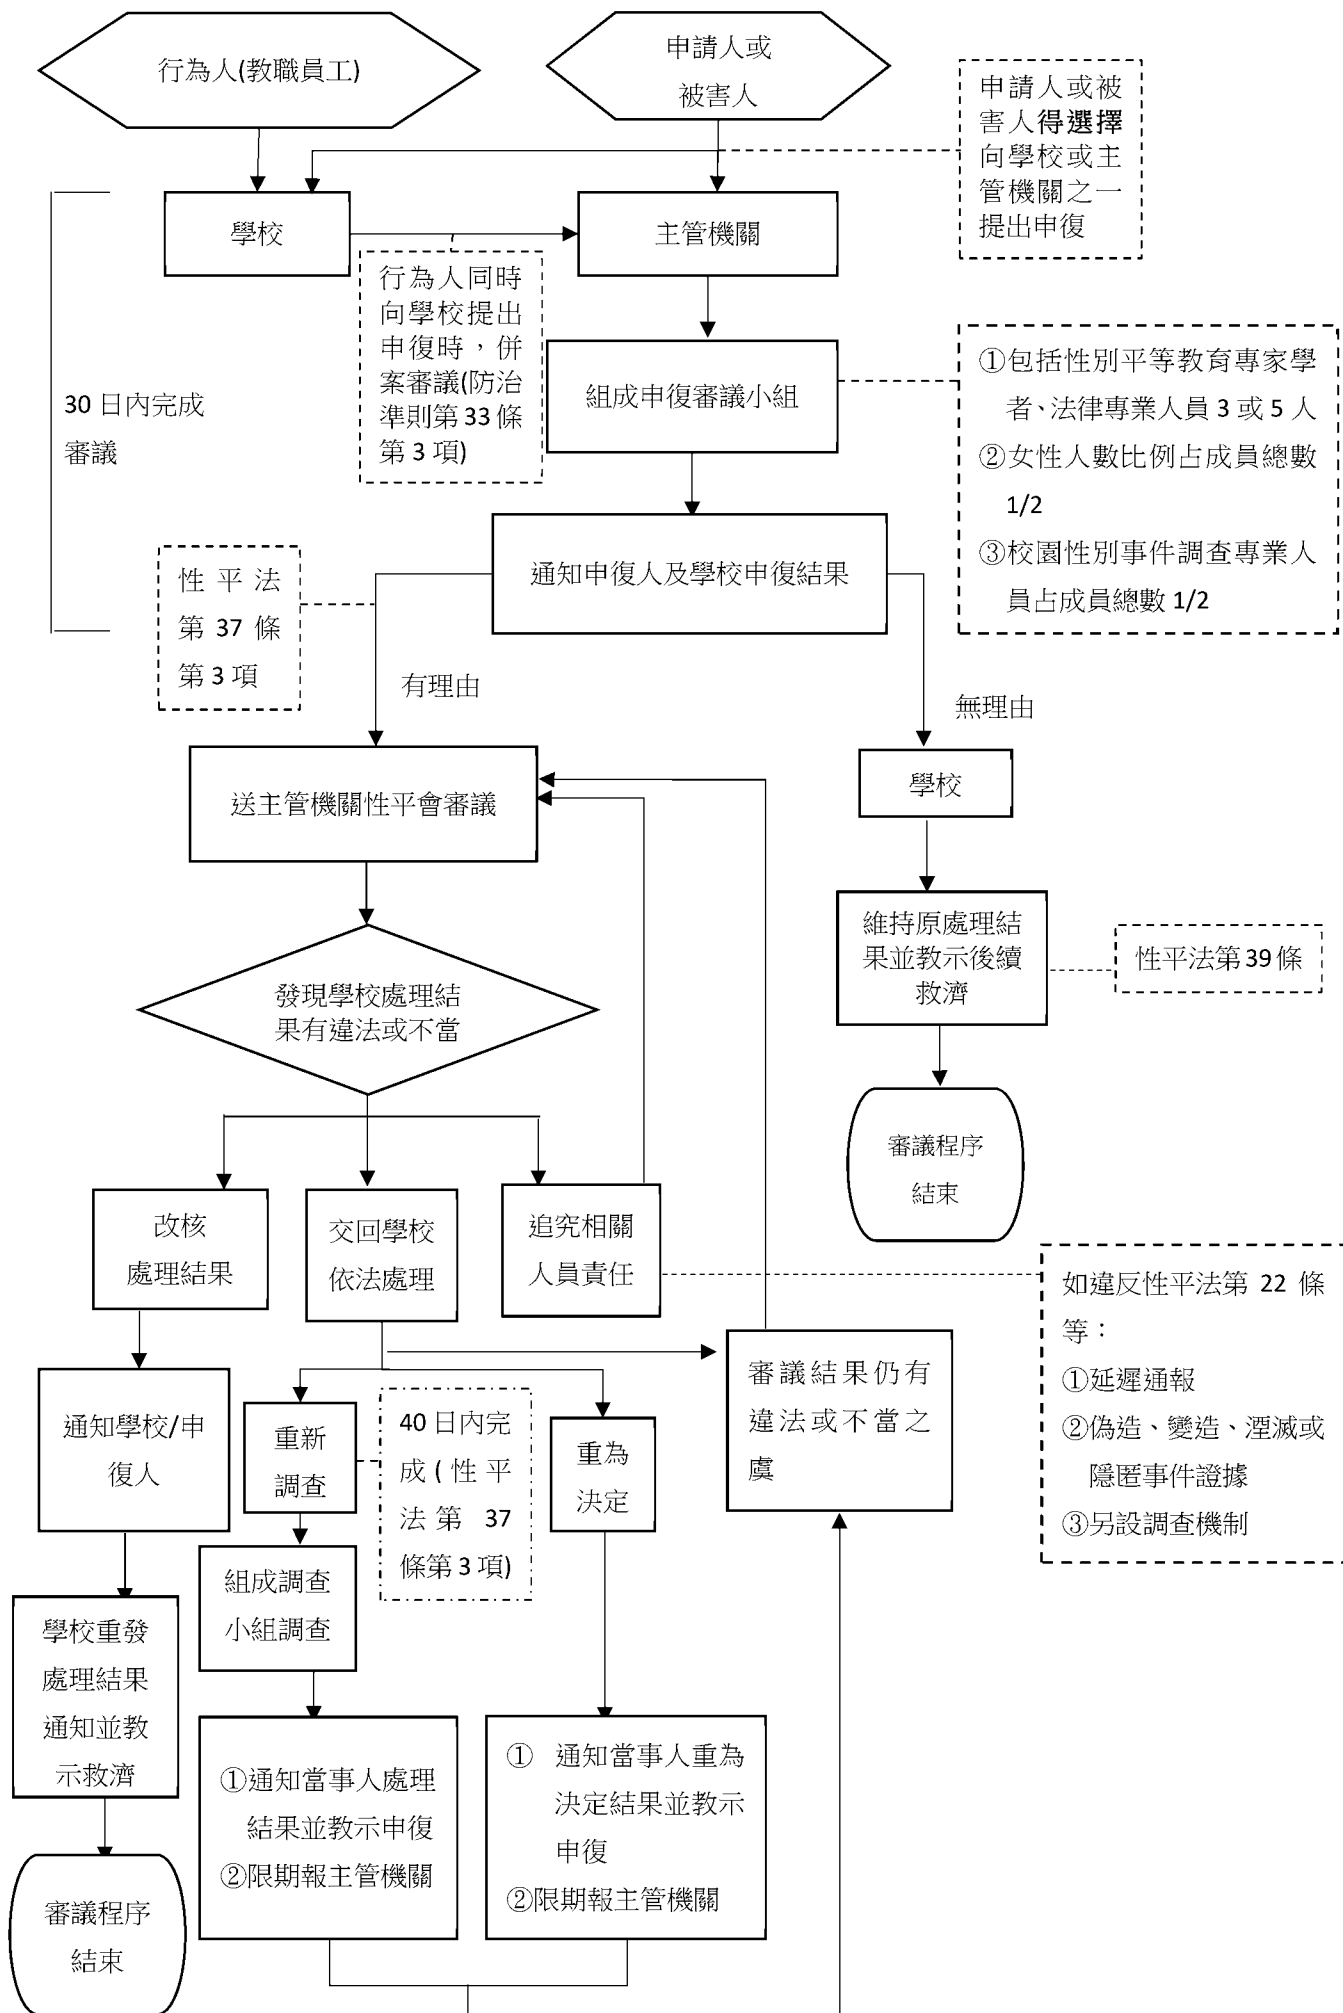 行為人(教職員工)
申請人或
被害人
申請人或被
害人得選擇
向學校或主
管機關之一
提出申復
學校
主管機關
行為人同時
向學校提出
申復時，併
案審議(防治
準則第33條
第3項)
30日內完成
審議
組成申復審議小組
①包括性別平等教育專家學
者、法律專業人員3或5人
②女性人數比例占成員總數
1/2
③校園性別事件調查專業人
員占成員總數1/2
通知申復人及學校申復結果
性平法
第37條
第3項
有理由
無理由
送主管機關性平會審議
學校
維持原處理結
果並教示後續
救濟
性平法第39條
發現學校處理結
果有違法或不當
審議程序
結束
改核
處理結果
交回學校
依法處理
追究相關
人員責任
如違反性平法第22條
等：
①延遲通報
②偽造、變造、湮滅或
隱匿事件證據
③另設調查機制
通知學校/申
復人
重新
調查
40日內完
成(性平
法第37
條第3項)
重為
決定
審議結果仍有
違法或不當之
虞
組成調查
小組調查
學校重發
處理結果
通知並教
示救濟
①通知當事人處理
結果並教示申復
②限期報主管機關
① 通知當事人重為
決定結果並教示
申復
②限期報主管機關
審議程序
結束